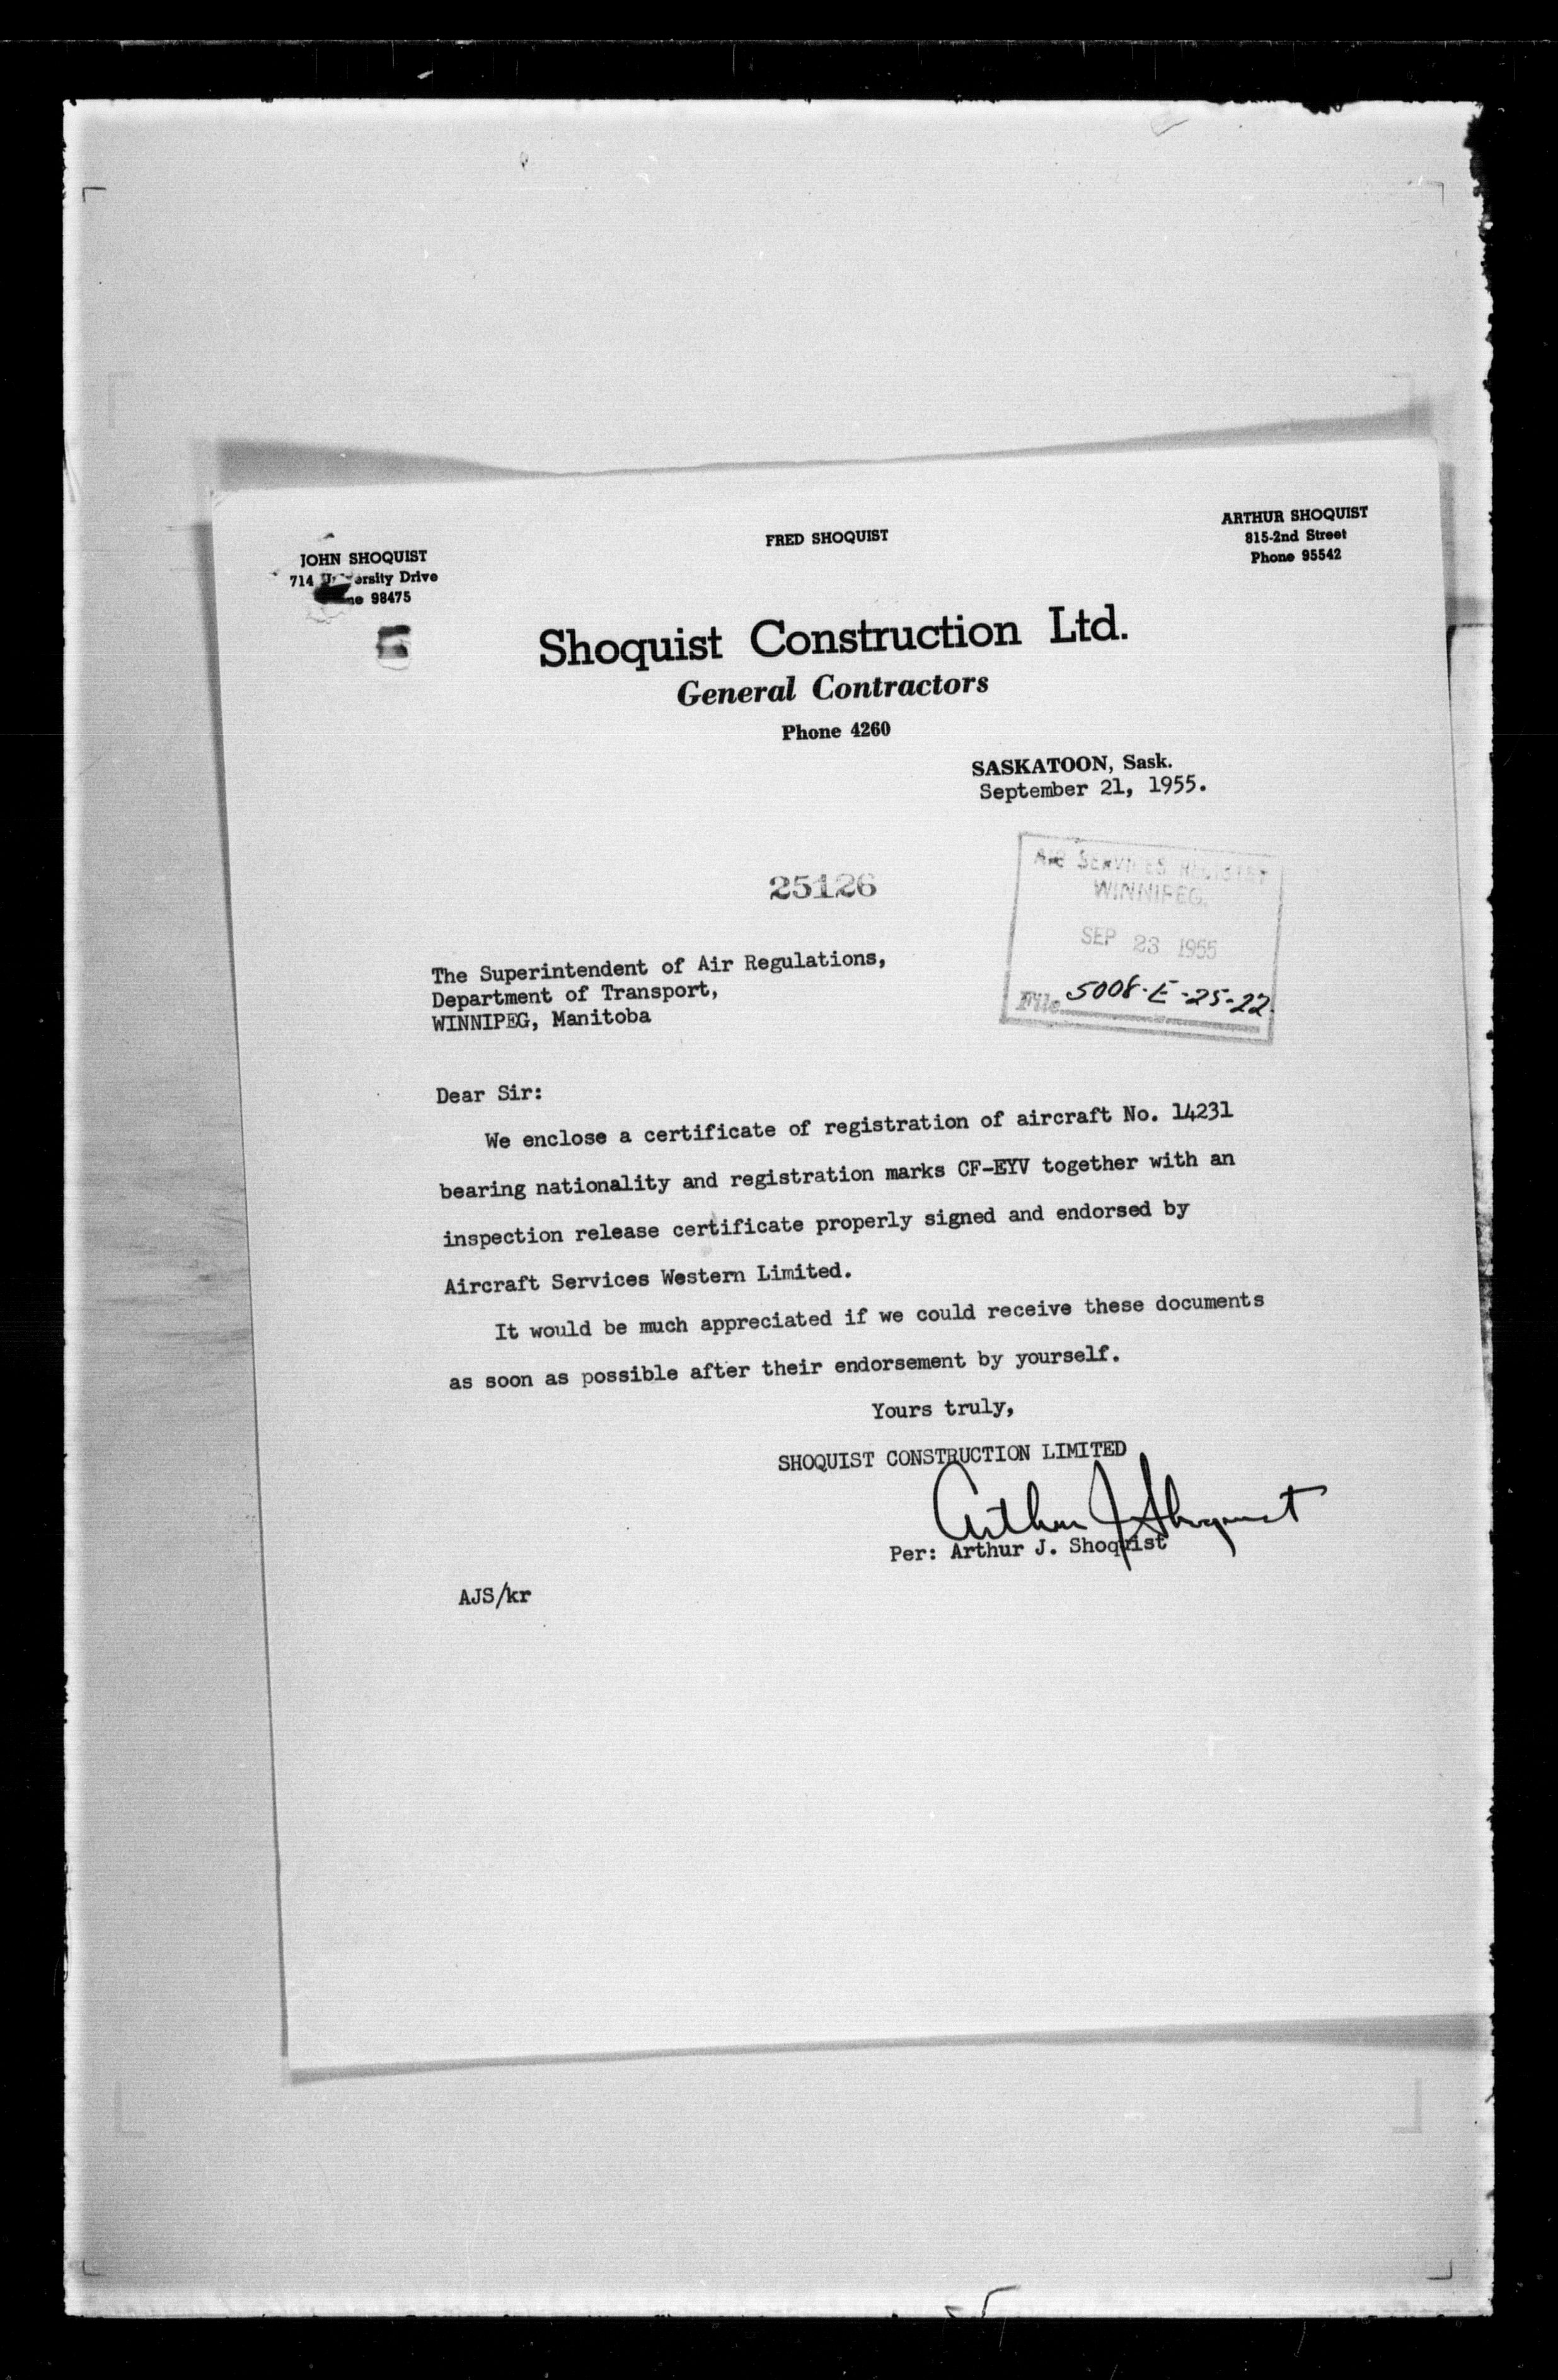 JOHN SHOQUIST
714 University Drive
Phone 98475
FRED SHOQUIST
ARTHUR SHOQUIST
815-2nd Street
Phone 95542
Shoquist Construction Ltd.
General Contractors
Phone 4260
SASKATOON, Sask.
September 21, 1955.
25126
AIR SERVICES REGISTRY
WINNIPEG.
SEP 23 1955
File 5008-E-25-22
The Superintendent of Air Regulations,
Department of Transport,
WINNIPEG, Manitoba
Dear Sir:
We enclose a certificate of registration of aircraft No. 14231
bearing nationality and registration marks CF-EYV together with an
inspection release certificate properly signed and endorsed by
Aircraft Services Western Limited.
It would be much appreciated if we could receive these documents
as soon as possible after their endorsement by yourself.
Yours truly,
SHOQUIST CONSTRUCTION LIMITED
Arthur J Shoquist
Per: Arthur J. Shoquist
AJS/kr